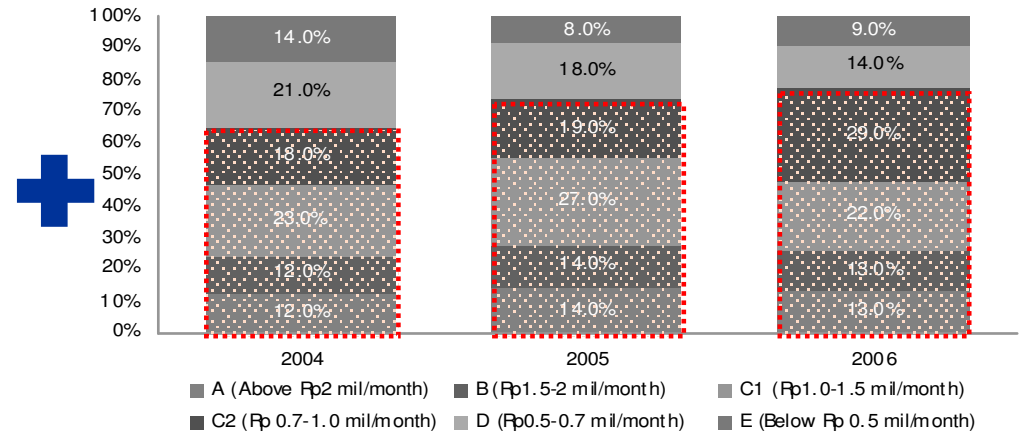 100%
90%
80%
70%
60%
50%
40%
30%
20%
10%
0%
14.0% 8.0% 9.0%
21.0% 18.0% 14.0%
18.0% 19.0% 29.0%
23.0% 27.0% 22.0%
12.0% 14.0% 13.0%
12.0% 14.0% 13.0%
2004 2005 2006
A (Above Rp2 mil/month) B (Rp1.5-2 mil/month) C1 (Rp1.0-1.5 mil/month)
C2 (Rp 0.7-1.0 mil/month) D (Rp0.5-0.7 mil/month) E (Below Rp 0.5 mil/month)